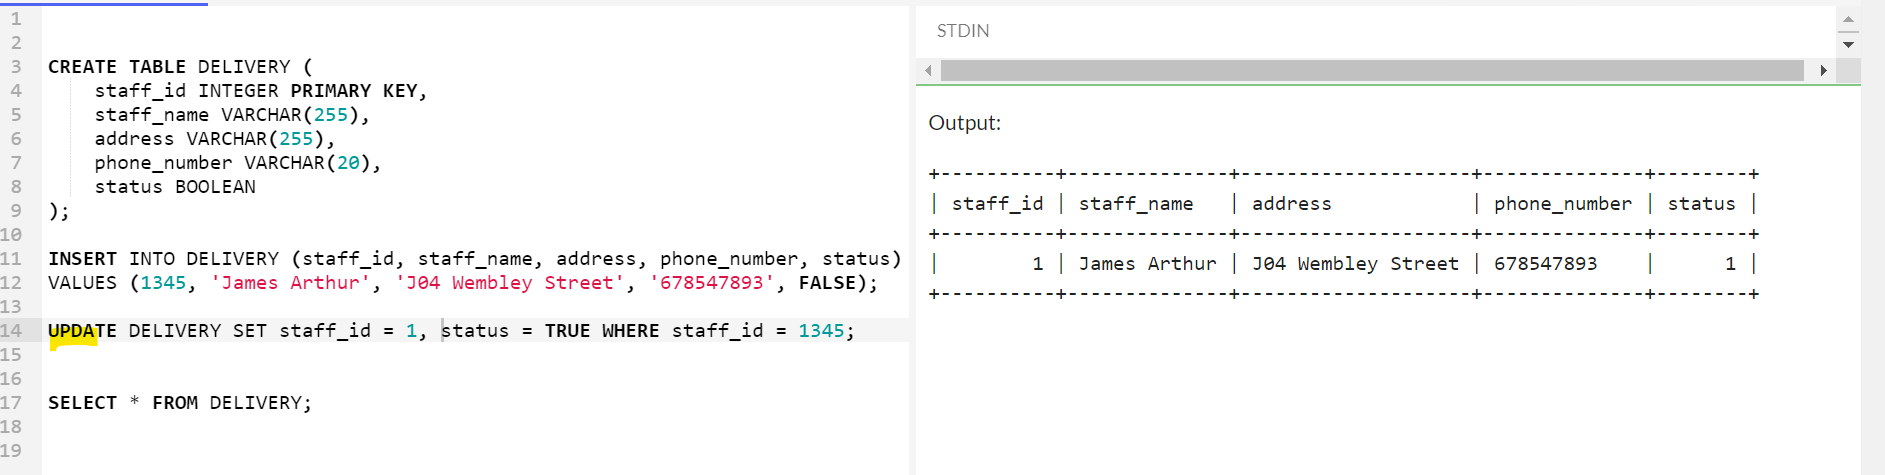 1
2
3 CREATE TABLE DELIVERY (
4     staff_id INTEGER PRIMARY KEY,
5     staff_name VARCHAR(255),
6     address VARCHAR(255),
7     phone_number VARCHAR(20),
8     status BOOLEAN
9 );
10
11 INSERT INTO DELIVERY (staff_id, staff_name, address, phone_number, status)
12 VALUES (1345, 'James Arthur', 'J04 Wembley Street', '678547893', FALSE);
13
14 UPDATE DELIVERY SET staff_id = 1, status = TRUE WHERE staff_id = 1345;
15
16
17 SELECT * FROM DELIVERY;
18
19
STDIN
Output:
+----------+--------------+--------------------+--------------+--------+
| staff_id | staff_name   | address            | phone_number | status |
+----------+--------------+--------------------+--------------+--------+
|        1 | James Arthur | J04 Wembley Street | 678547893    |      1 |
+----------+--------------+--------------------+--------------+--------+